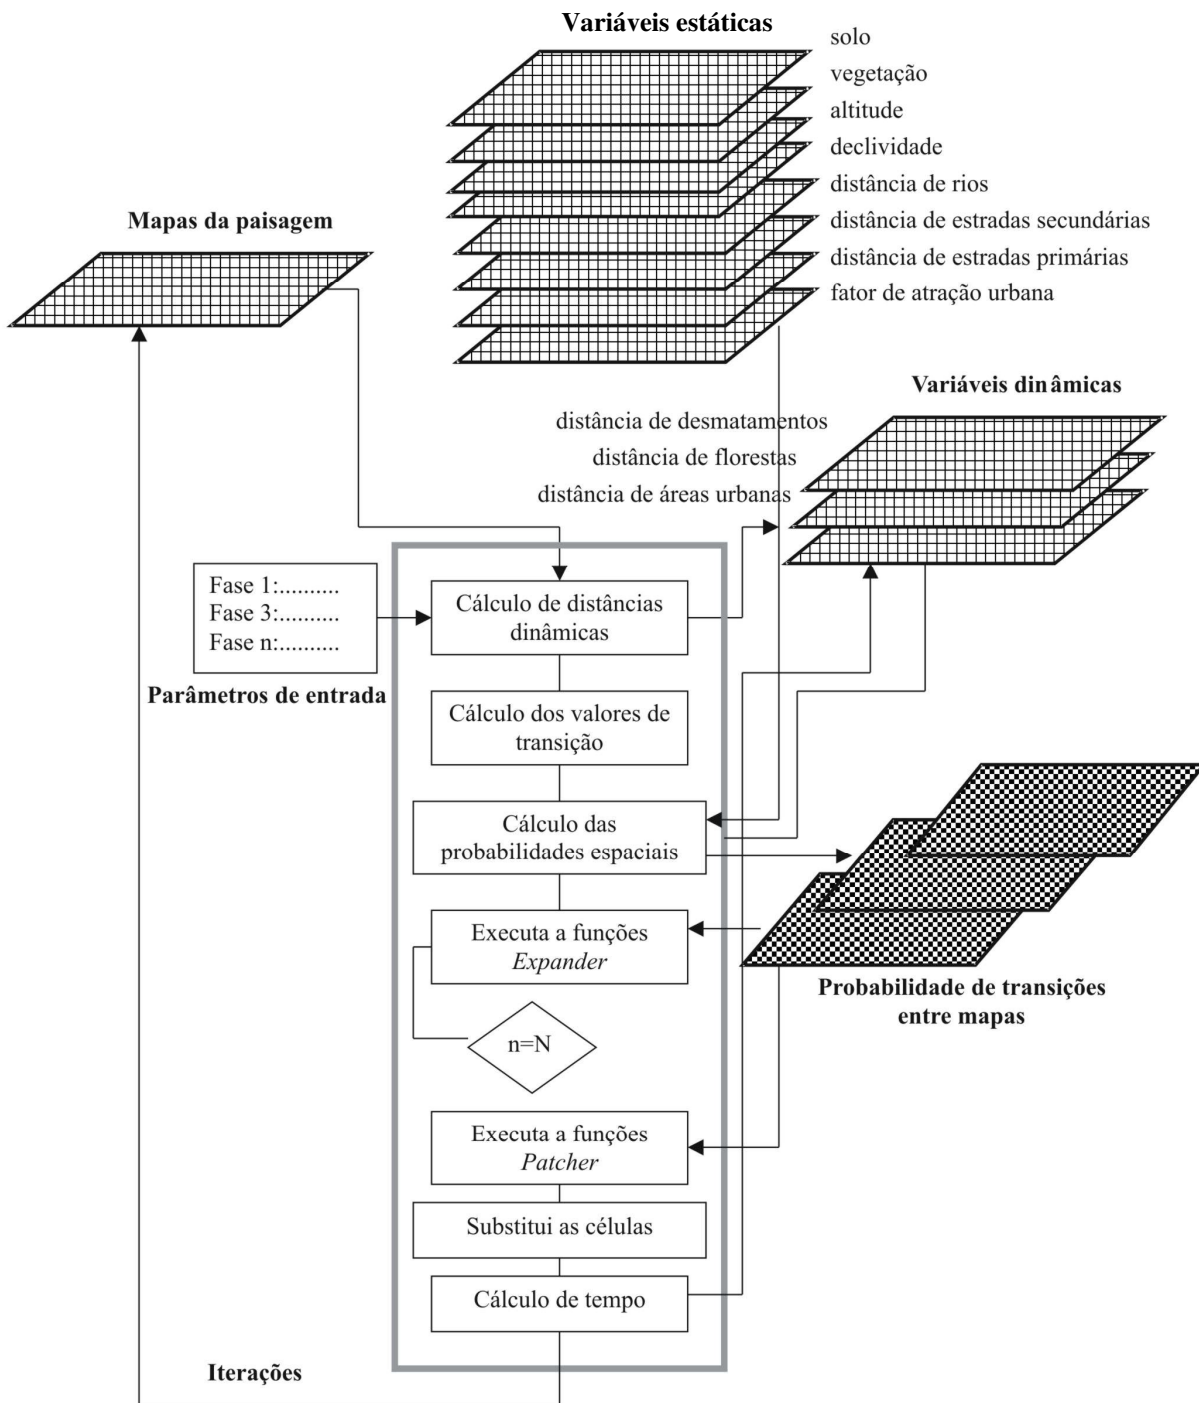 Variáveis estáticas
solo
vegetação
altitude
declividade
distância de rios
distância de estradas secundárias
distância de estradas primárias
fator de atração urbana
Mapas da paisagem
Variáveis dinâmicas
distância de desmatamentos
distância de florestas
distância de áreas urbanas
Fase 1:..........
Fase 3:..........
Fase n:..........
Parâmetros de entrada
Cálculo de distâncias
dinâmicas
Cálculo dos valores de
transição
Cálculo das
probabilidades espaciais
Executa a funções
Expander
n=N
Probabilidade de transições
entre mapas
Executa a funções
Patcher
Substitui as células
Cálculo de tempo
Iterações